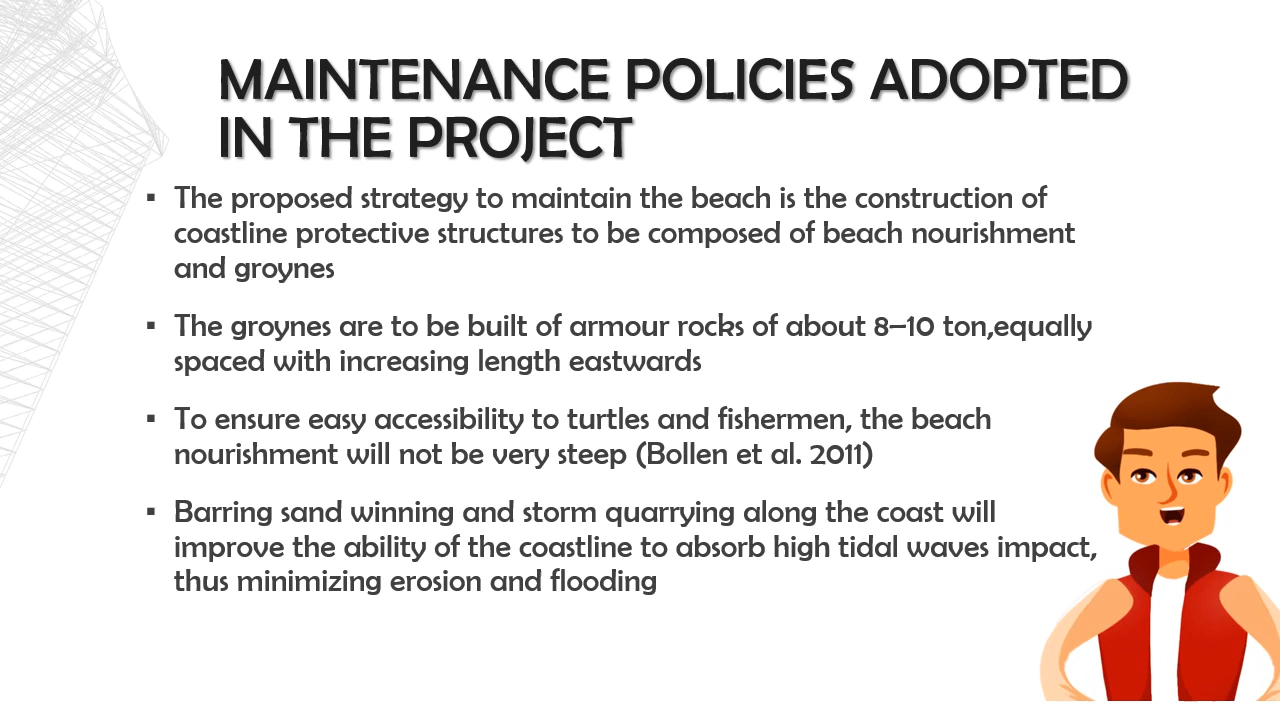 MAINTENANCE POLICIES ADOPTED
IN THE PROJECT
▪ The proposed strategy to maintain the beach is the construction of
coastline protective structures to be composed of beach nourishment
and groynes
▪ The groynes are to be built of armour rocks of about 8–10 ton,equally
spaced with increasing length eastwards
▪ To ensure easy accessibility to turtles and fishermen, the beach
nourishment will not be very steep (Bollen et al. 2011)
▪ Barring sand winning and storm quarrying along the coast will
improve the ability of the coastline to absorb high tidal waves impact,
thus minimizing erosion and flooding